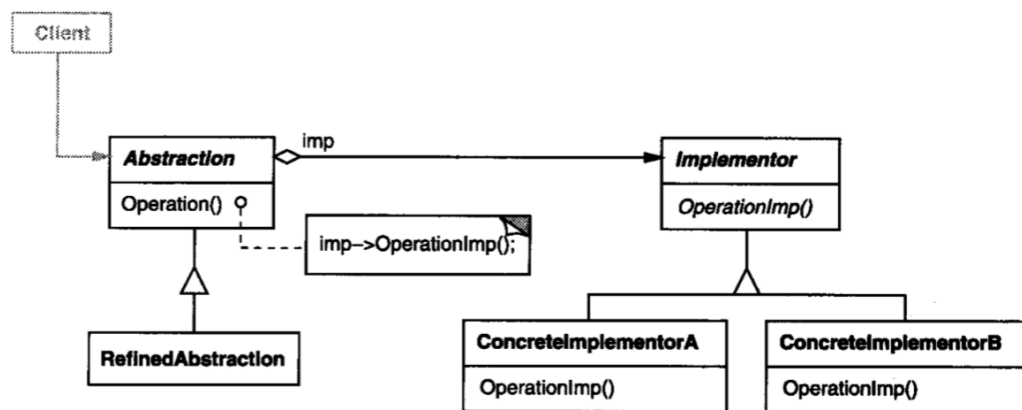 Client
imp
Abstraction
Implementor
Operation()
OperationImp()
imp->OperationImp();
RefinedAbstraction
ConcreteImplementorA
ConcreteImplementorB
OperationImp()
OperationImp()